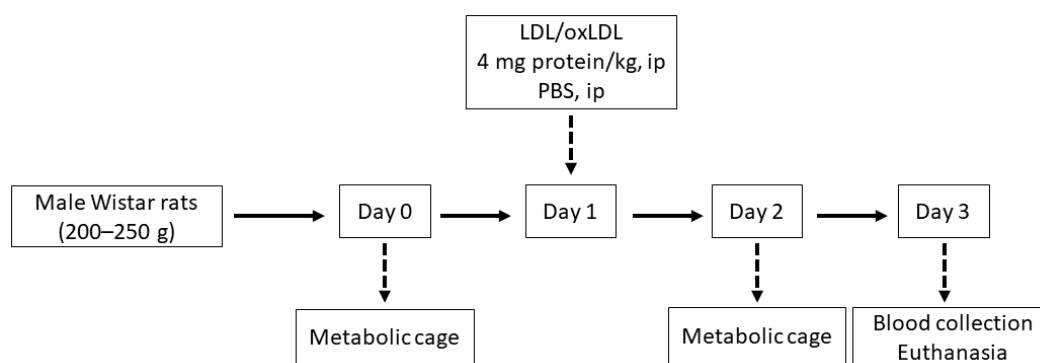 LDL/oxLDL
4 mg protein/kg, ip
PBS, ip
Male Wistar rats
(200–250 g)
Day 0
Day 1
Day 2
Day 3
Metabolic cage
Metabolic cage
Blood collection
Euthanasia